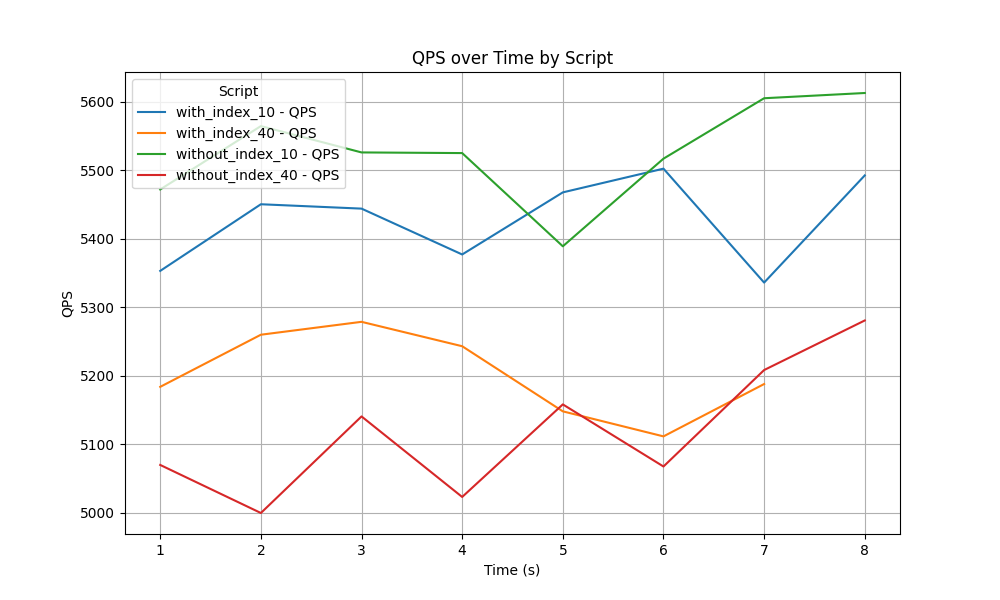 QPS over Time by Script
Script
with_index_10 - QPS
with_index_40 - QPS
without_index_10 - QPS
without_index_40 - QPS
QPS
5600
5500
5400
5300
5200
5100
5000
1 2 3 4 5 6 7 8
Time (s)